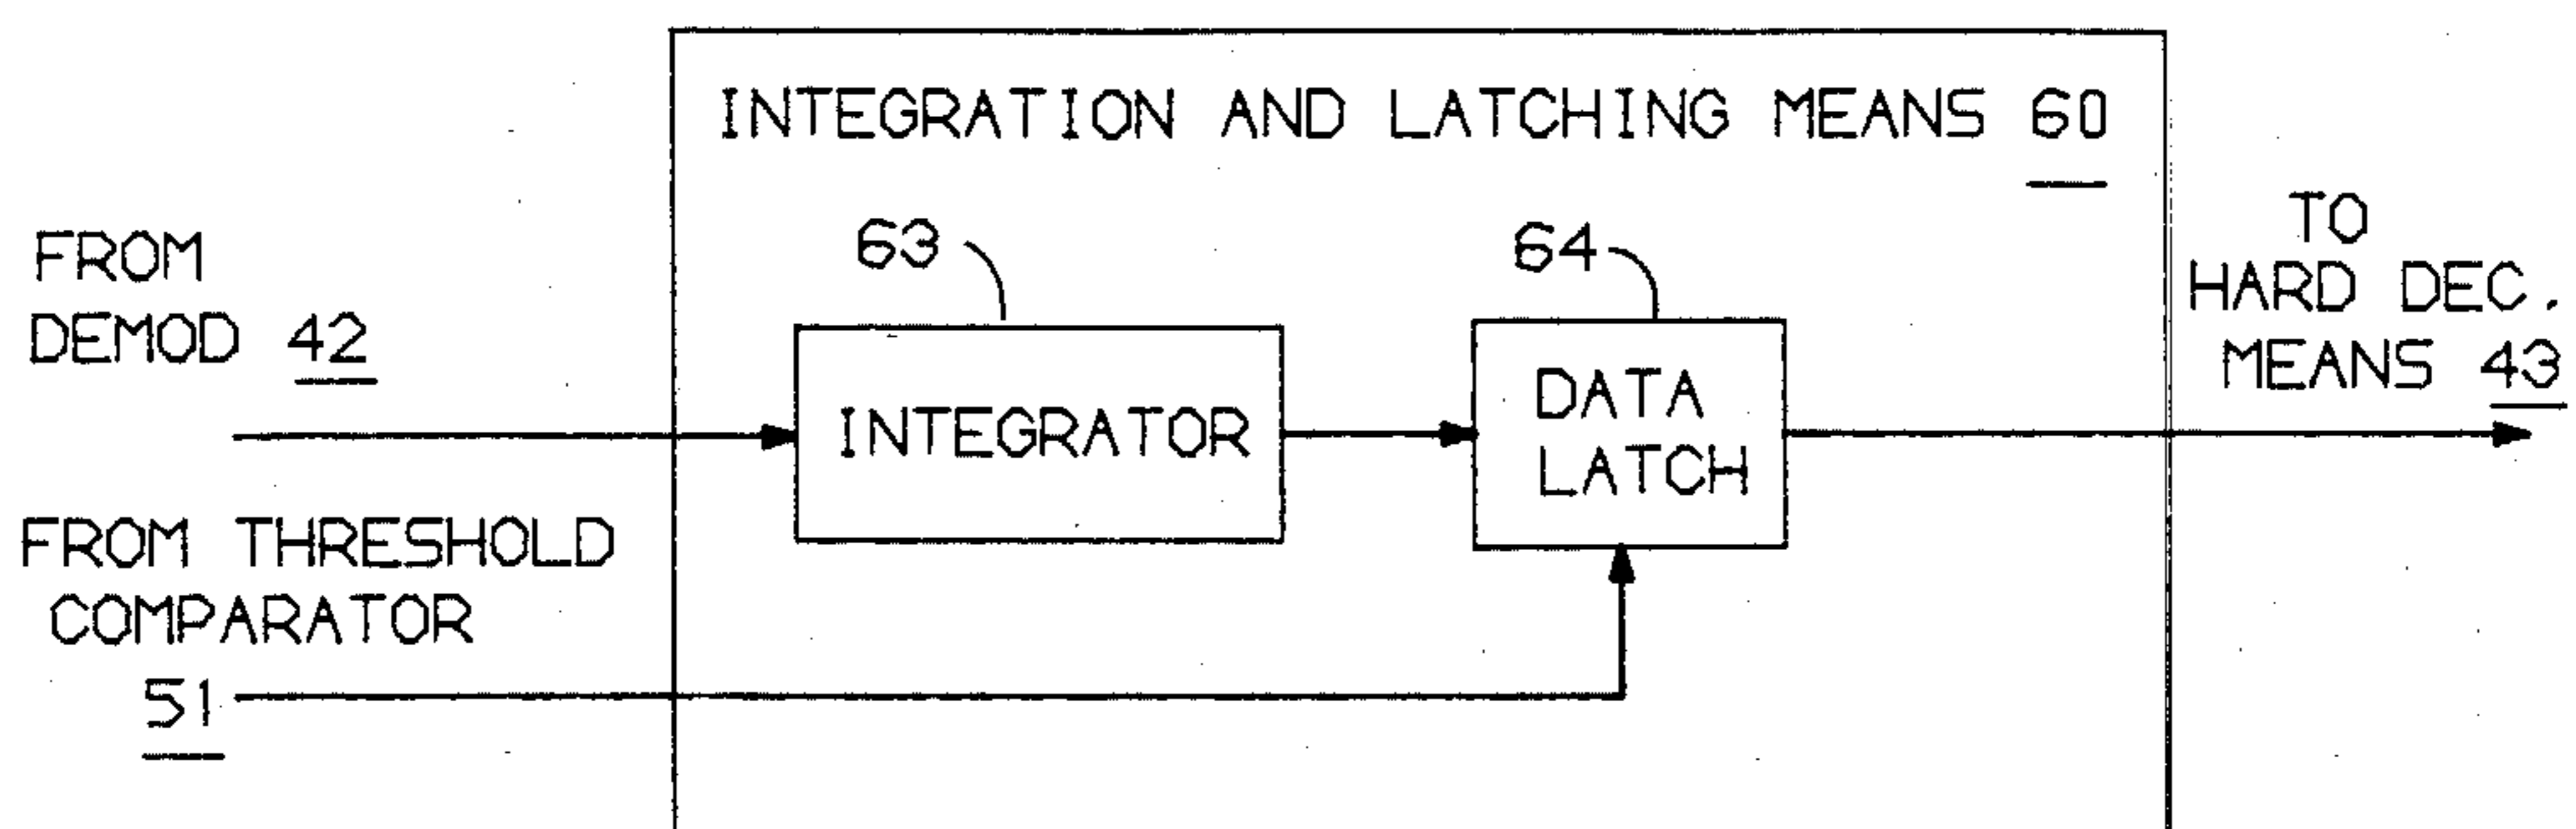 INTEGRATION AND LATCHING MEANS 60
FROM
DEMOD 42
63
64
TO
HARD DEC.
MEANS 43
INTEGRATOR
DATA
LATCH
FROM THRESHOLD
COMPARATOR
51